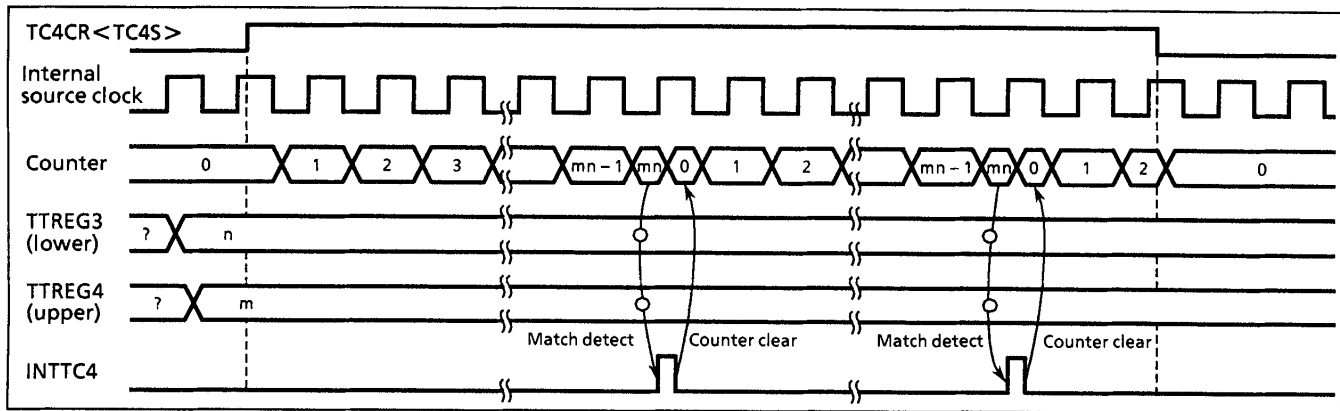 TC4CR<TC4S>
Internal
source clock
Counter
0 1 2 3 mn – 1 mn 0 1 2 mn – 1 mn 0 1 2 0
TTREG3
(lower)
? n
TTREG4
(upper)
? m
Match detect Counter clear Match detect Counter clear
INTTC4